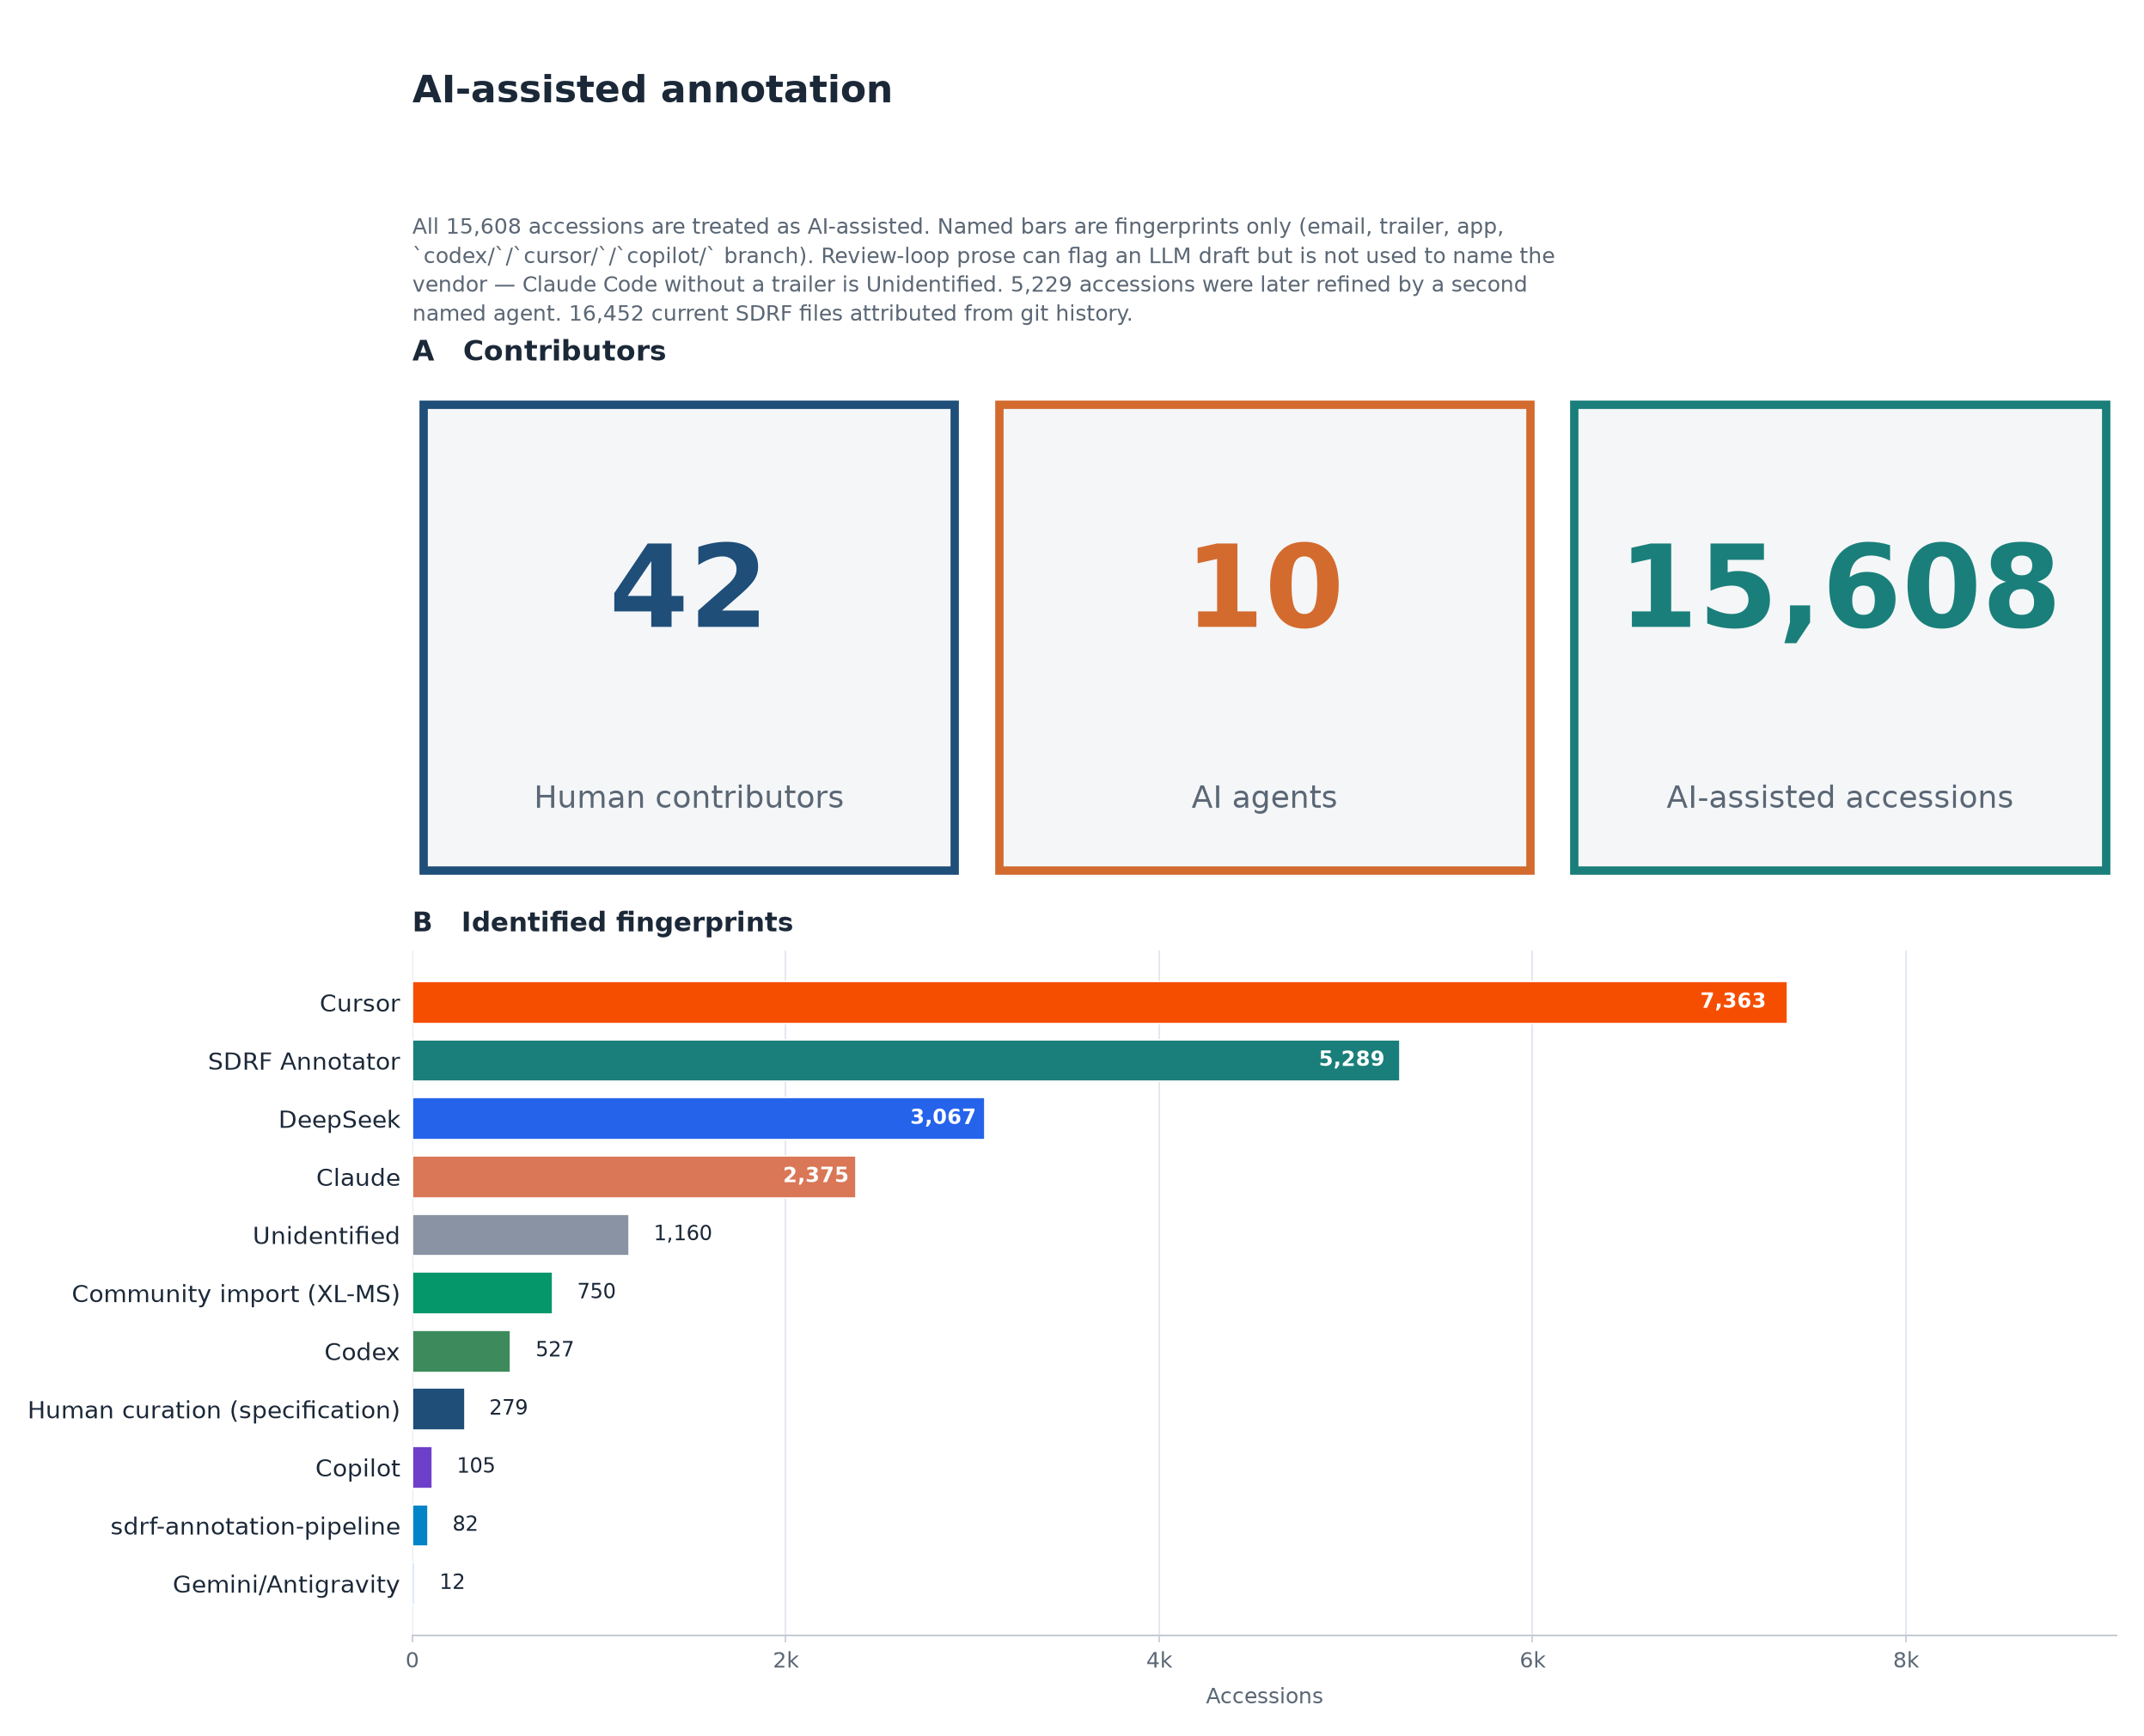 AI-assisted annotation
All 15,608 accessions are treated as AI-assisted. Named bars are fingerprints only (email, trailer, app,
`codex/`/`cursor/`/`copilot/` branch). Review-loop prose can flag an LLM draft but is not used to name the
vendor — Claude Code without a trailer is Unidentified. 5,229 accessions were later refined by a second
named agent. 16,452 current SDRF files attributed from git history.
A Contributors
42
Human contributors
10
AI agents
15,608
AI-assisted accessions
B Identified fingerprints
Cursor 7,363
SDRF Annotator 5,289
DeepSeek 3,067
Claude 2,375
Unidentified 1,160
Community import (XL-MS) 750
Codex 527
Human curation (specification) 279
Copilot 105
sdrf-annotation-pipeline 82
Gemini/Antigravity 12
0 2k 4k 6k 8k
Accessions